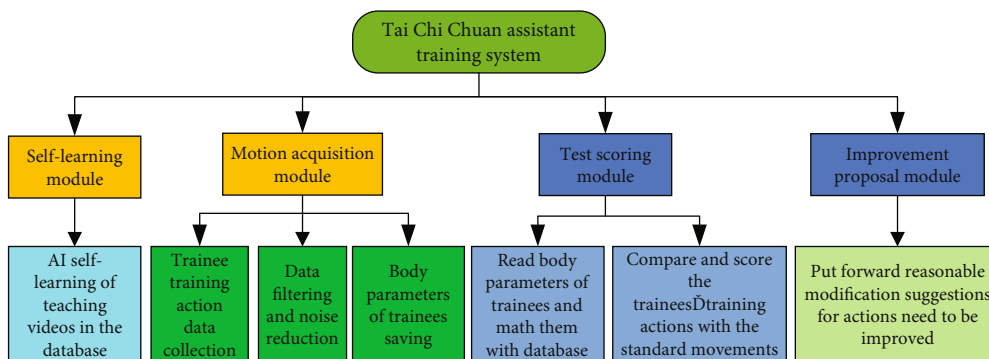 Tai Chi Chuan assistant
training system
Self-learning
module
Motion acquisition
module
Test scoring
module
Improvement
proposal module
AI self-
learning of
teaching
videos in the
database
Trainee
training
action
data
collection
Data
filtering
and noise
reduction
Body
parameters
of trainees
saving
Read body
parameters of
trainees and
math them
with database
Compare and score
the
traineesĎtraining
actions with the
standard movements
Put forward reasonable
modification suggestions
for actions need to be
improved